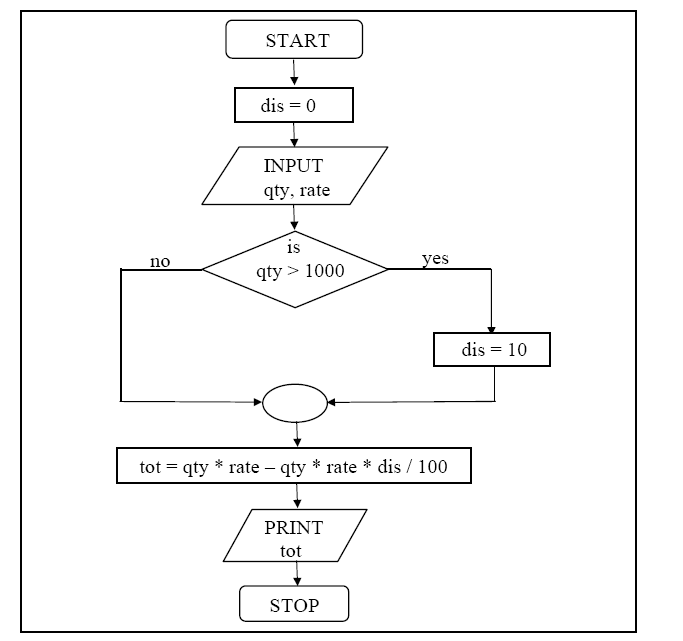 START
dis = 0
INPUT
qty, rate
is
qty > 1000
no
yes
dis = 10
tot = qty * rate – qty * rate * dis / 100
PRINT
tot
STOP